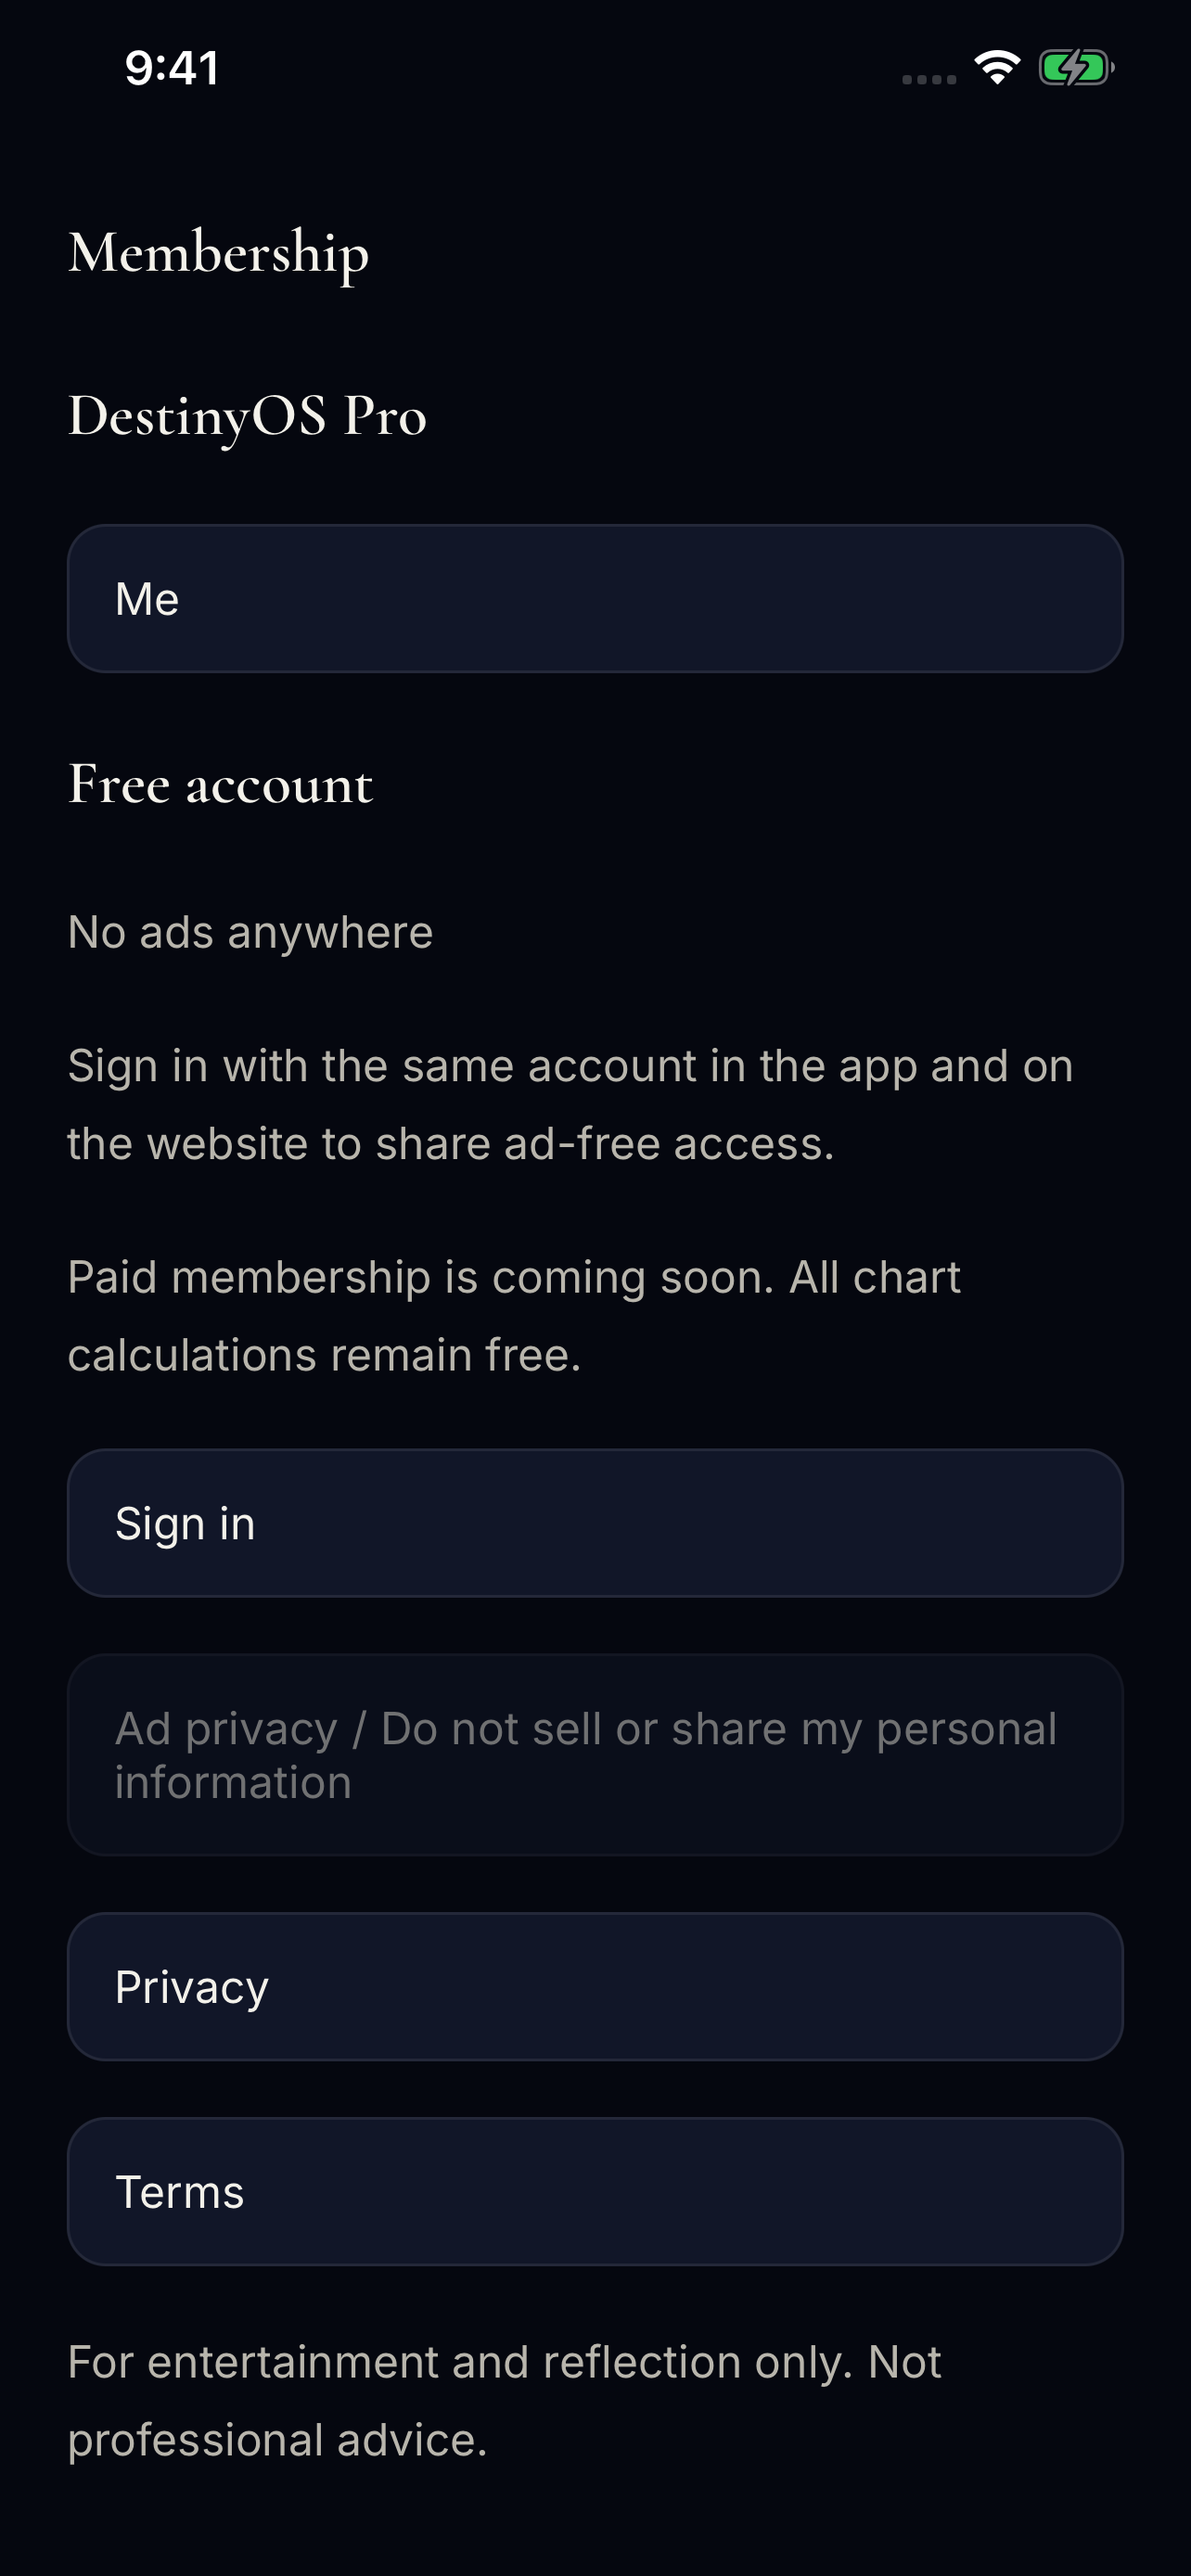 9:41
Membership
DestinyOS Pro
Me
Free account
No ads anywhere
Sign in with the same account in the app and on
the website to share ad-free access.
Paid membership is coming soon. All chart
calculations remain free.
Sign in
Ad privacy / Do not sell or share my personal
information
Privacy
Terms
For entertainment and reflection only. Not
professional advice.